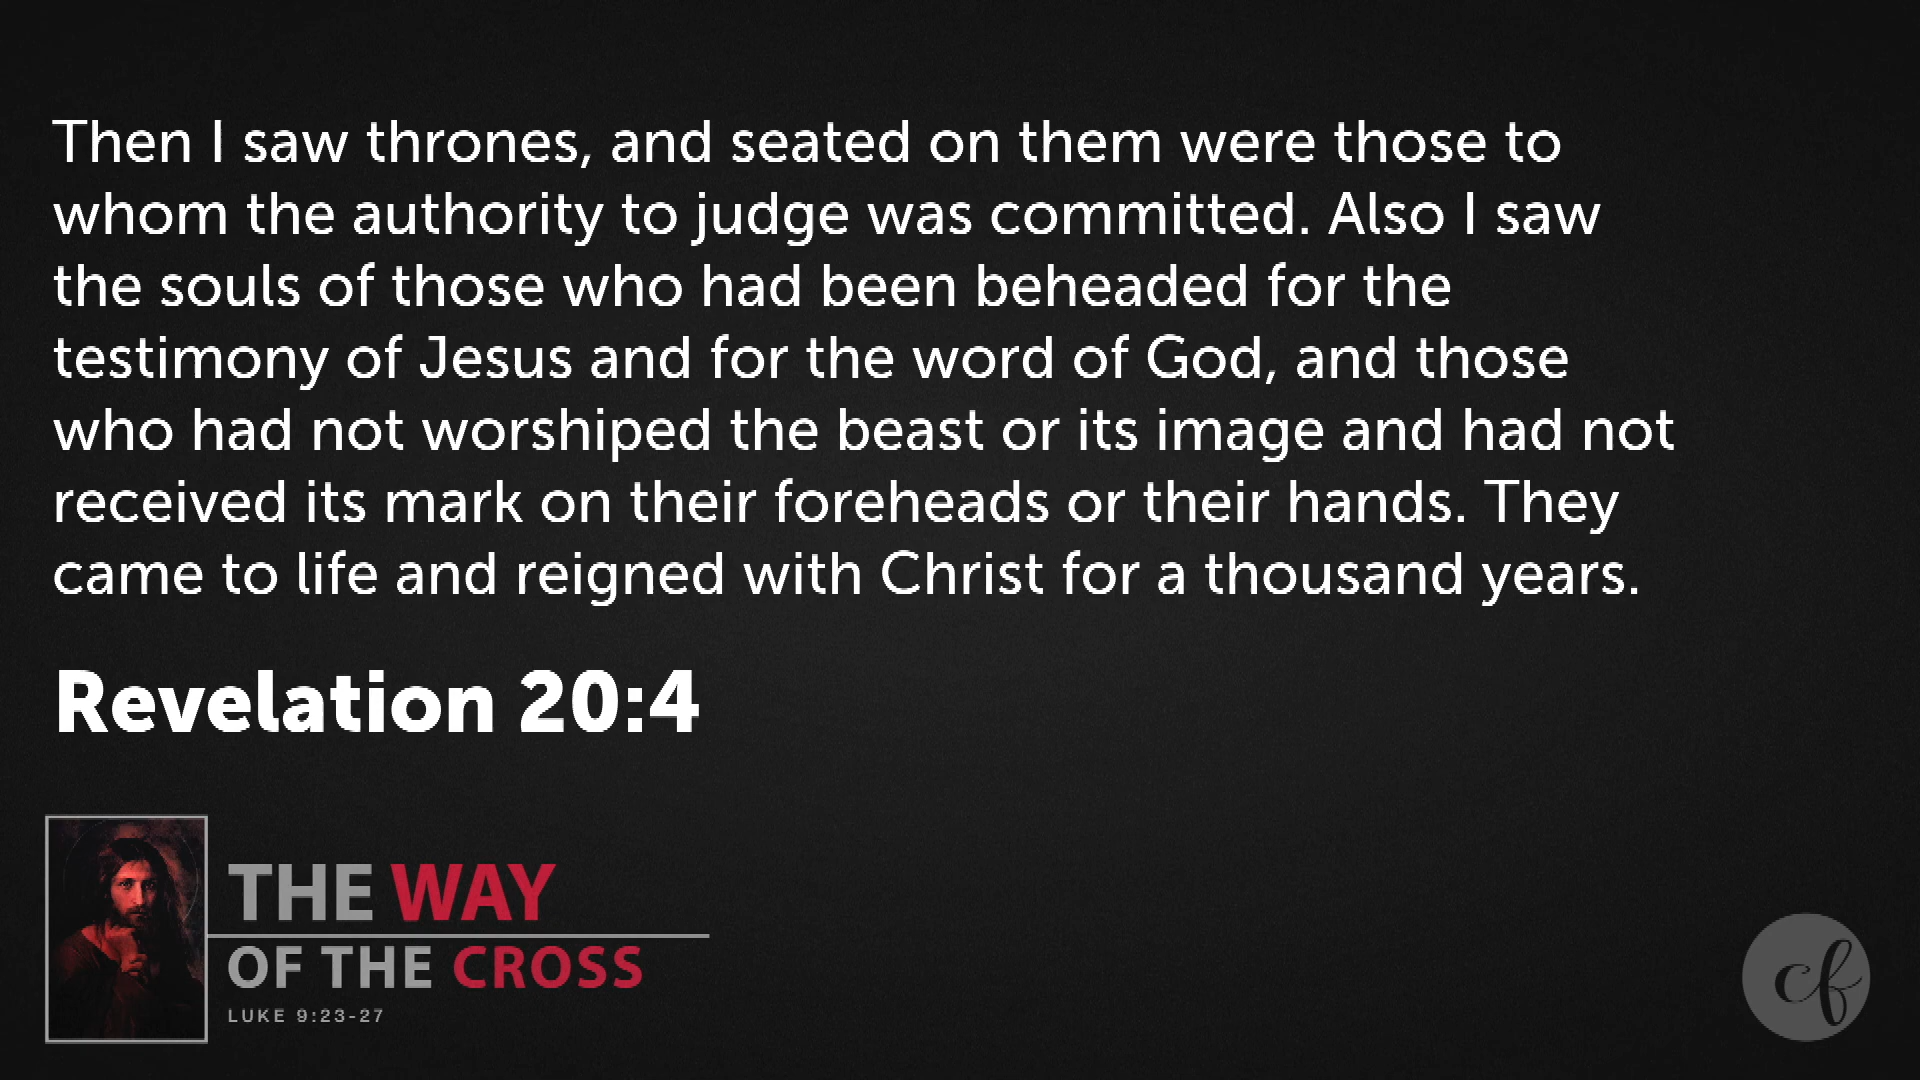 Then I saw thrones, and seated on them were those to
whom the authority to judge was committed. Also I saw
the souls of those who had been beheaded for the
testimony of Jesus and for the word of God, and those
who had not worshiped the beast or its image and had not
received its mark on their foreheads or their hands. They
came to life and reigned with Christ for a thousand years.
Revelation 20:4
THE WAY
OF THE CROSS
LUKE 9:23-27
cf